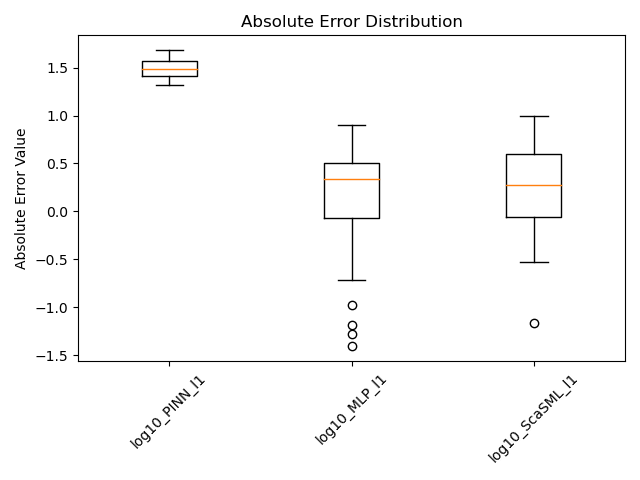 Absolute Error Distribution
Absolute Error Value
1.5
1.0
0.5
0.0
−0.5
−1.0
−1.5
log10_PINN_l1
log10_MLP_l1
log10_ScaSML_l1